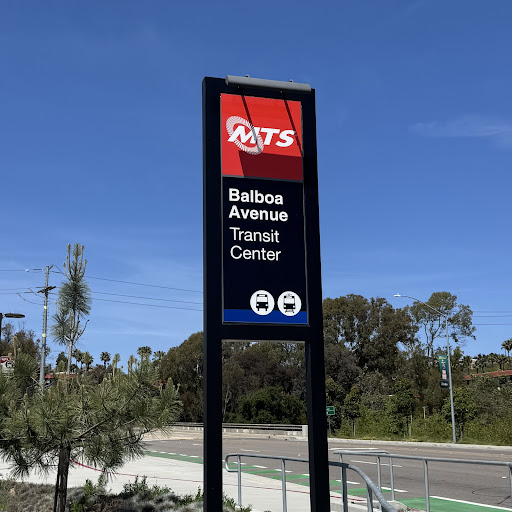 MTS
Balboa
Avenue
Transit
Center